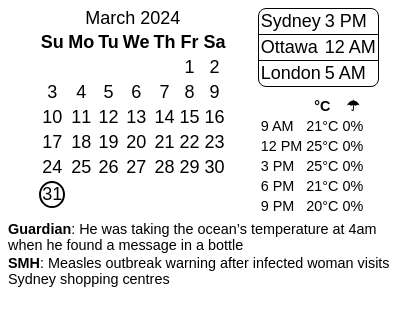 March 2024
Su Mo Tu We Th Fr Sa
1 2
3 4 5 6 7 8 9
10 11 12 13 14 15 16
17 18 19 20 21 22 23
24 25 26 27 28 29 30
31
Sydney 3 PM
Ottawa 12 AM
London 5 AM
°C ☂
9 AM 21°C 0%
12 PM 25°C 0%
3 PM 25°C 0%
6 PM 21°C 0%
9 PM 20°C 0%
Guardian: He was taking the ocean’s temperature at 4am
when he found a message in a bottle
SMH: Measles outbreak warning after infected woman visits
Sydney shopping centres